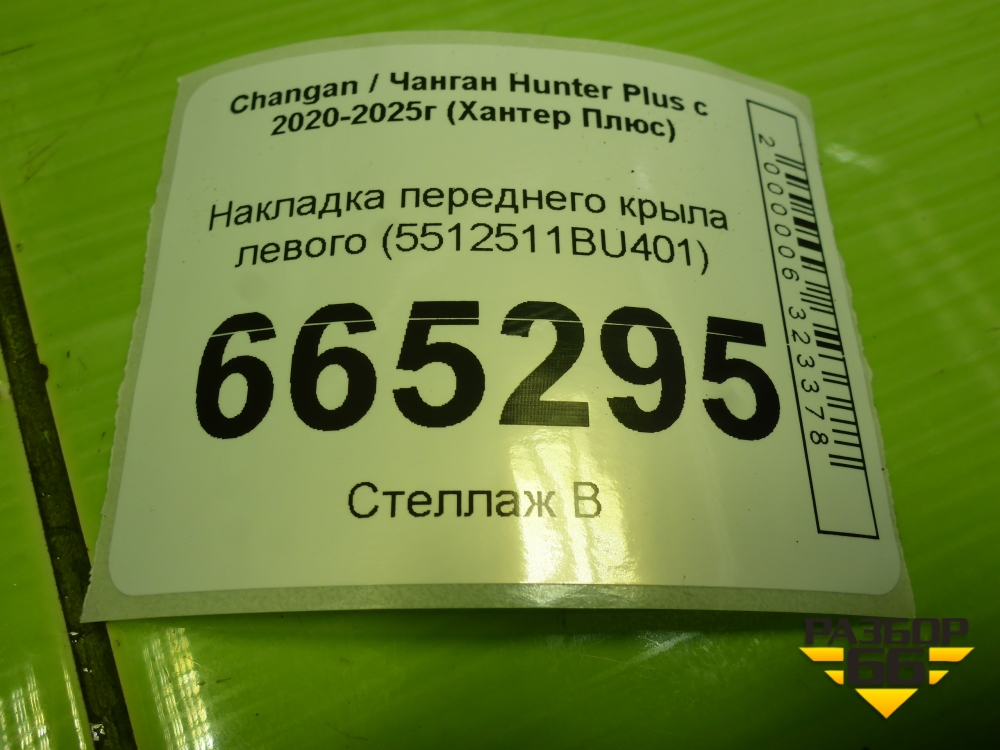 Changan / Чанган Hunter Plus с
2020-2025г (Хантер Плюс)
Накладка переднего крыла
левого (5512511BU401)
665295
Стеллаж В
2000006323378
РАЗБОР
66